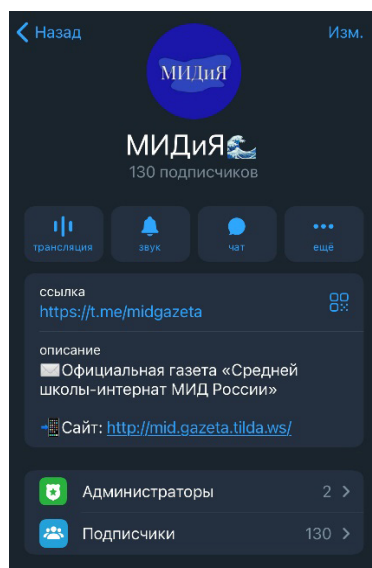 Назад
Изм.
МИДиЯ
МИДиЯ🌊
130 подписчиков
трансляция
звук
чат
ещё
ссылка
https://t.me/midgazeta
описание
✉️Официальная газета «Средней
школы-интернат МИД России»
📲Сайт: http://mid.gazeta.tilda.ws/
Администраторы 2
Подписчики 130